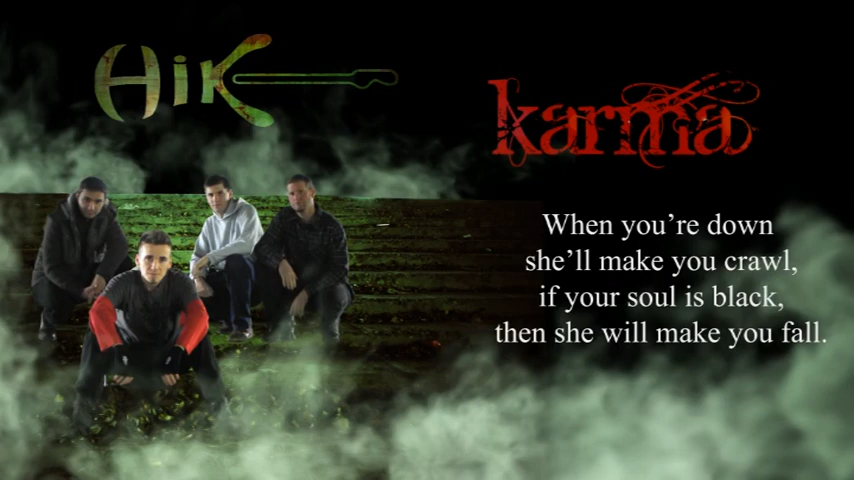 HiK
karma
When you're down
she'll make you crawl,
if your soul is black,
then she will make you fall.